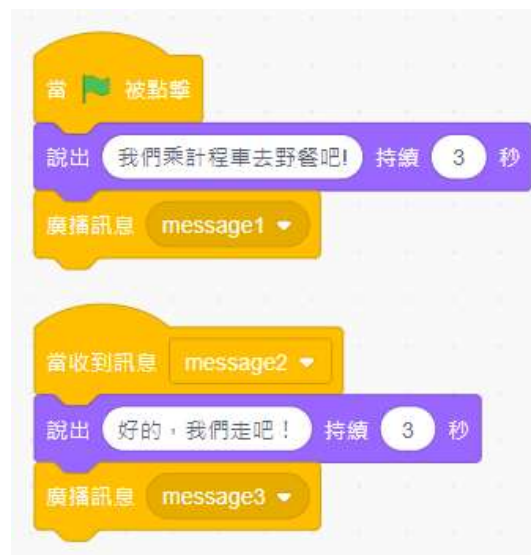 當 被點擊
說出 我們乘計程車去野餐吧! 持續 3 秒
廣播訊息 message1
當收到訊息 message2
說出 好的，我們走吧！ 持續 3 秒
廣播訊息 message3